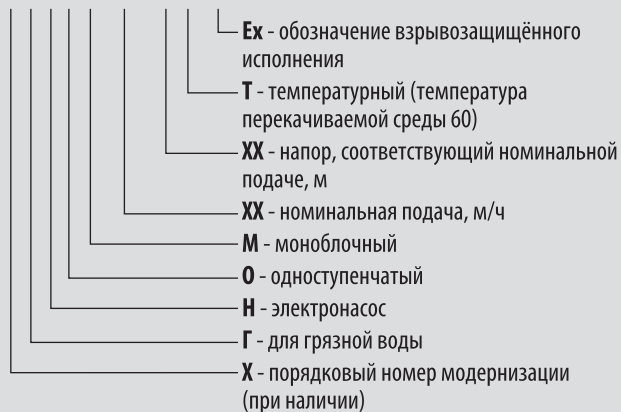 Ex - обозначение взрывозащищённого
исполнения
Т - температурный (температура
перекачиваемой среды 60)
ХХ - напор, соответствующий номинальной
подаче, м
ХХ - номинальная подача, м/ч
М - моноблочный
О - одноступенчатый
Н - электронасос
Г - для грязной воды
Х - порядковый номер модернизации
(при наличии)